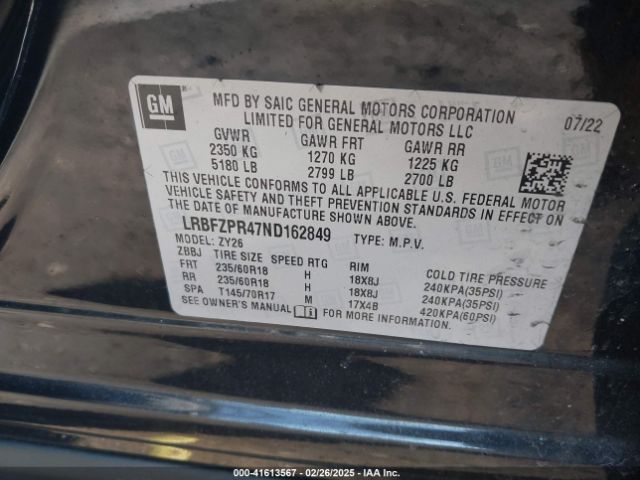 GM
MFD BY SAIC GENERAL MOTORS CORPORATION
LIMITED FOR GENERAL MOTORS LLC
07/22
GVWR GAWR FRT GAWR RR
2350 KG 1270 KG 1225 KG
5180 LB 2799 LB 2700 LB
THIS VEHICLE CONFORMS TO ALL APPLICABLE U.S. FEDERAL MOTOR
VEHICLE SAFETY AND THEFT PREVENTION STANDARDS IN EFFECT ON
THE DATE OF MANUFACTURE SHOWN ABOVE.
LRBFZPR47ND162849 TYPE: M.P.V.
MODEL: ZY26
ZBBJ TIRE SIZE SPEED RTG RIM COLD TIRE PRESSURE
FRT 235/60R18 H 18X8J 240KPA(35PSI)
RR 235/60R18 H 18X8J 240KPA(35PSI)
SPA T145/70R17 M 17X4B 420KPA(60PSI)
SEE OWNER'S MANUAL FOR MORE INFORMATION.
000-41613567 - 02/26/2025 - IAA Inc.